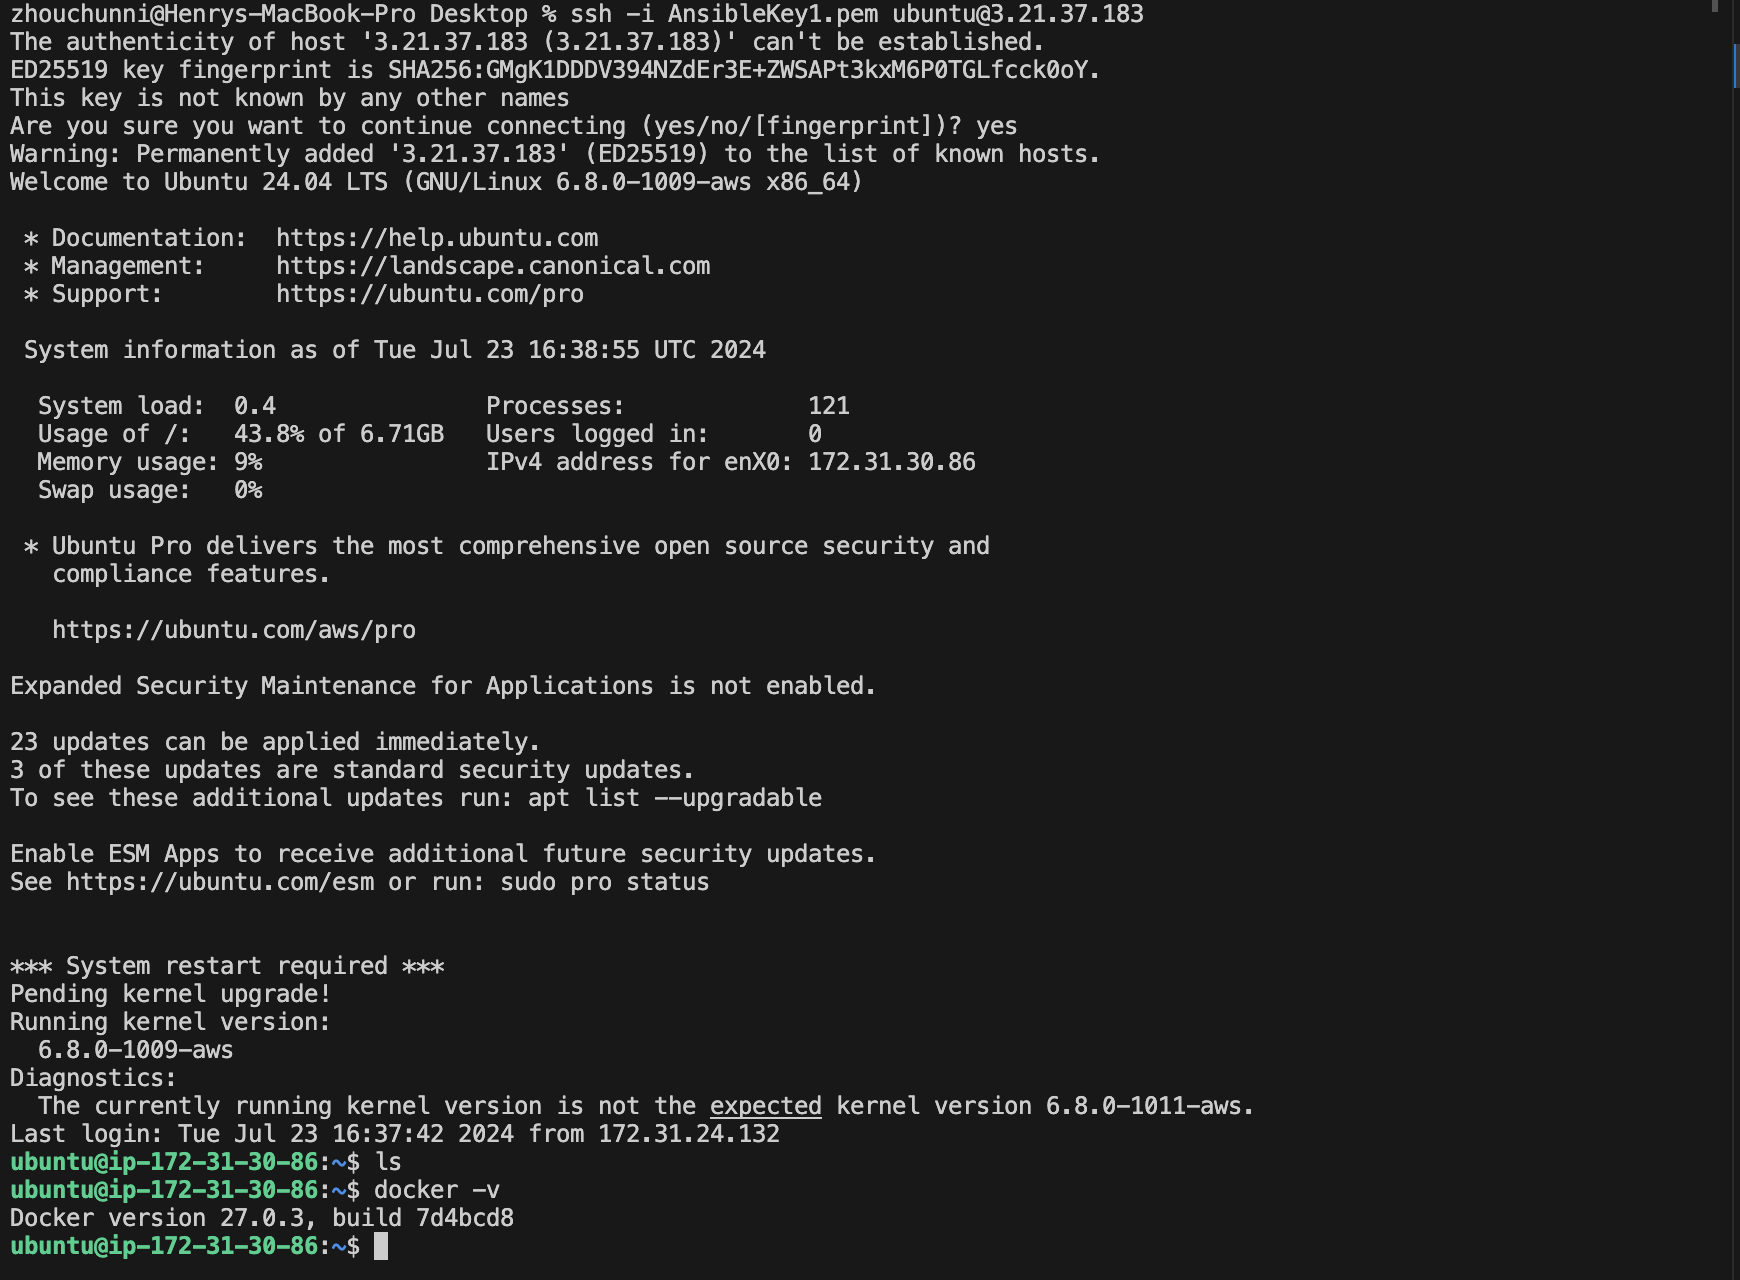 zhouchunni@Henrys-MacBook-Pro Desktop % ssh -i AnsibleKey1.pem ubuntu@3.21.37.183
The authenticity of host '3.21.37.183 (3.21.37.183)' can't be established.
ED25519 key fingerprint is SHA256:GMgK1DDDV394NZdEr3E+ZWSAPt3kxM6P0TGLfcck0oY.
This key is not known by any other names
Are you sure you want to continue connecting (yes/no/[fingerprint])? yes
Warning: Permanently added '3.21.37.183' (ED25519) to the list of known hosts.
Welcome to Ubuntu 24.04 LTS (GNU/Linux 6.8.0-1009-aws x86_64)

 * Documentation:  https://help.ubuntu.com
 * Management:     https://landscape.canonical.com
 * Support:        https://ubuntu.com/pro

 System information as of Tue Jul 23 16:38:55 UTC 2024

  System load:  0.4               Processes:             121
  Usage of /:   43.8% of 6.71GB   Users logged in:       0
  Memory usage: 9%                IPv4 address for enX0: 172.31.30.86
  Swap usage:   0%

 * Ubuntu Pro delivers the most comprehensive open source security and
   compliance features.

   https://ubuntu.com/aws/pro

Expanded Security Maintenance for Applications is not enabled.

23 updates can be applied immediately.
3 of these updates are standard security updates.
To see these additional updates run: apt list --upgradable

Enable ESM Apps to receive additional future security updates.
See https://ubuntu.com/esm or run: sudo pro status


*** System restart required ***
Pending kernel upgrade!
Running kernel version:
  6.8.0-1009-aws
Diagnostics:
  The currently running kernel version is not the expected kernel version 6.8.0-1011-aws.
Last login: Tue Jul 23 16:37:42 2024 from 172.31.24.132
ubuntu@ip-172-31-30-86:~$ ls
ubuntu@ip-172-31-30-86:~$ docker -v
Docker version 27.0.3, build 7d4bcd8
ubuntu@ip-172-31-30-86:~$